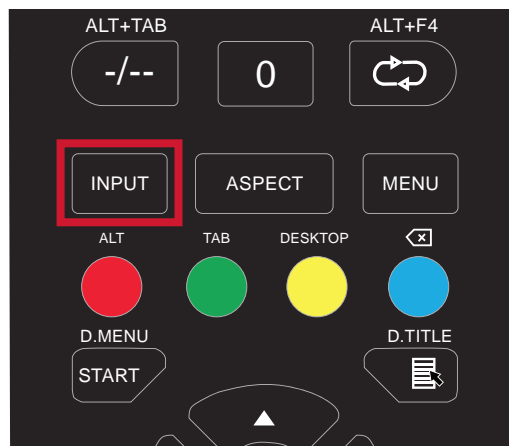 ALT+TAB ALT+F4
-/-- 0
INPUT ASPECT MENU
ALT TAB DESKTOP
D.MENU D.TITLE
START